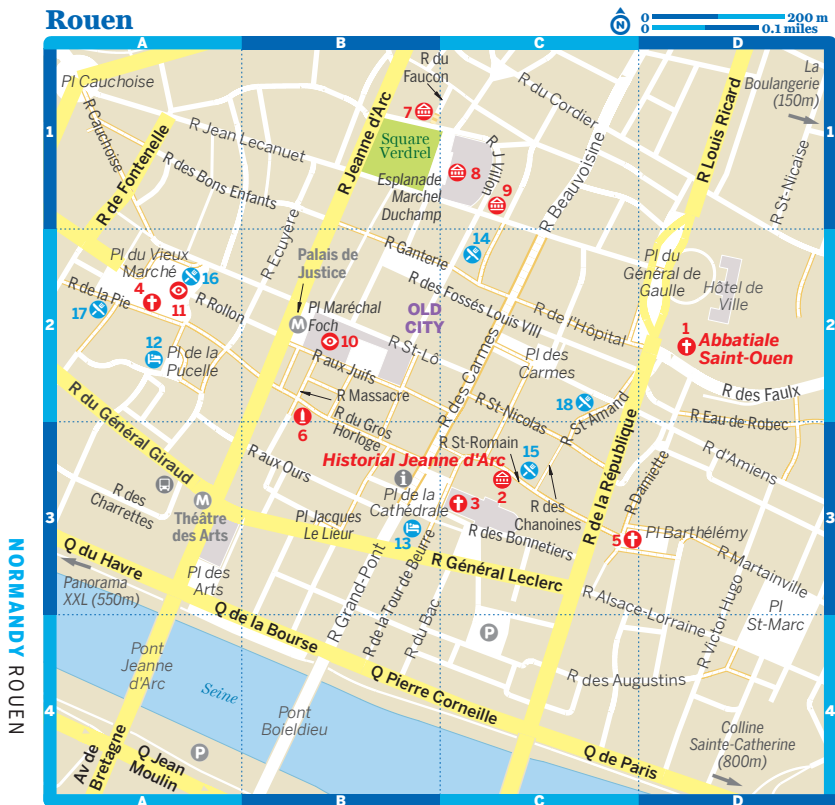 Rouen
N
0
200 m
0
0.1 miles
A
B
C
D
Pl Cauchoise
R Cauchoise
R de Fontenelle
R Jean Lecanuet
R des Bons Enfants
R Jeanne d'Arc
R du
Faucon
7
Square
Verdrel
Esplanade
Marchel
Duchamp
8
R J Villon
9
R du Cordier
R Beauvoisine
R Louis Ricard
La
Boulangerie
(150m)
R St-Nicaise
1
1
Pl du Vieux
Marché
16
4
11
R de la Pie
17
R Rollon
12
Pl de la
Pucelle
R Ecuyère
Palais de
Justice
M
Pl Maréchal
Foch
10
R Ganterie
14
R des Fossés Louis VIII
OLD
CITY
R St-Lô
R aux Juifs
R Massacre
R du Gros
Horloge
6
R des Carmes
R de l'Hôpital
Pl des
Carmes
R St-Nicolas
18
R St-Amand
Pl du
Général de
Gaulle
Hôtel de
Ville
1
Abbatiale
Saint-Ouen
R des Faulx
R Eau de Robec
2
2
R du Général Giraud
R aux Ours
Historial Jeanne d'Arc
i
R St-Romain
15
2
Pl de la
Cathédrale
3
R des
Chanoines
R des Bonnetiers
13
R des
Charrettes
M
Théâtre
des Arts
Pl Jacques
Le Lieur
R Général Leclerc
R de la République
R d'Amiens
R Damiette
5
Pl Barthélémy
R Martainville
3
3
Q du Havre
Panorama
XXL (550m)
Pl des
Arts
R Grand-Pont
R de la Tour de Beurre
R du Bac
R Alsace-Lorraine
R Victor Hugo
Pl
St-Marc
Q de la Bourse
P
Pont
Jeanne
d'Arc
Seine
Pont
Boieldieu
Q Pierre Corneille
R des Augustins
Q de Paris
Colline
Sainte-Catherine
(800m)
Av de
Bretagne
Q Jean
Moulin
P
4
4
A
B
C
D
NORMANDY ROUEN